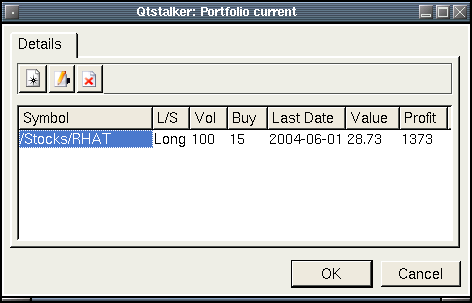 Qtstalker: Portfolio current
Details
Symbol L/S Vol Buy Last Date Value Profit
/Stocks/RHAT Long 100 15 2004-06-01 28.73 1373
OK Cancel